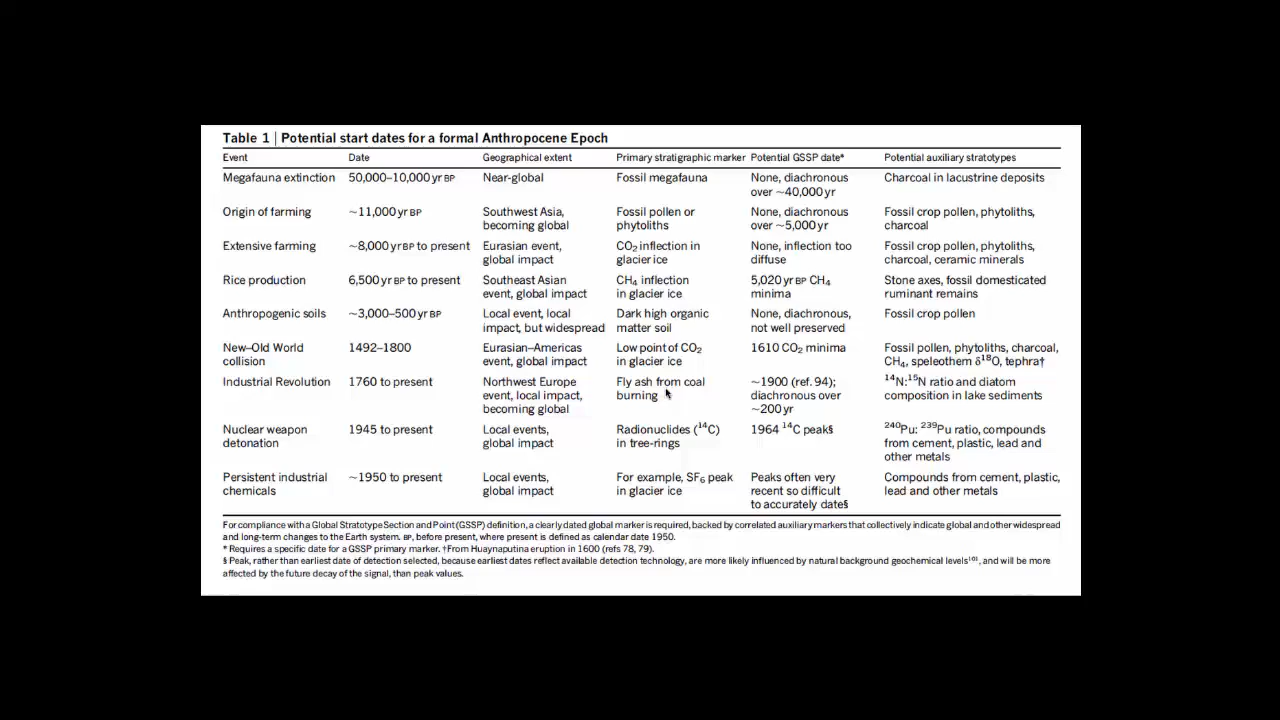 Table 1 | Potential start dates for a formal Anthropocene Epoch
Event Date Geographical extent Primary stratigraphic marker Potential GSSP date* Potential auxiliary stratotypes
Megafauna extinction 50,000–10,000 yr BP Near-global Fossil megafauna None, diachronous Charcoal in lacustrine deposits
over ~40,000 yr
Origin of farming ~11,000 yr BP Southwest Asia, Fossil pollen or None, diachronous Fossil crop pollen, phytoliths,
becoming global phytoliths over ~5,000 yr charcoal
Extensive farming ~8,000 yr BP to present Eurasian event, CO₂ inflection in None, inflection too Fossil crop pollen, phytoliths,
global impact glacier ice diffuse charcoal, ceramic minerals
Rice production 6,500 yr BP to present Southeast Asian CH₄ inflection 5,020 yr BP CH₄ Stone axes, fossil domesticated
event, global impact in glacier ice minima ruminant remains
Anthropogenic soils ~3,000–500 yr BP Local event, local Dark high organic None, diachronous, Fossil crop pollen
impact, but widespread matter soil not well preserved
New–Old World 1492–1800 Eurasian–Americas Low point of CO₂ 1610 CO₂ minima Fossil pollen, phytoliths, charcoal,
collision event, global impact in glacier ice CH₄, speleothem δ¹⁸O, tephra†
Industrial Revolution 1760 to present Northwest Europe Fly ash from coal ~1900 (ref. 94); ¹⁴N:¹⁵N ratio and diatom
event, local impact, burning diachronous over composition in lake sediments
becoming global ~200 yr
Nuclear weapon 1945 to present Local events, Radionuclides (¹⁴C) 1964 ¹⁴C peak§ ²⁴⁰Pu: ²³⁹Pu ratio, compounds
detonation global impact in tree-rings from cement, plastic, lead and
other metals
Persistent industrial ~1950 to present Local events, For example, SF₆ peak Peaks often very Compounds from cement, plastic,
chemicals global impact in glacier ice recent so difficult lead and other metals
to accurately date§
For compliance with a Global Stratotype Section and Point (GSSP) definition, a clearly dated global marker is required, backed by correlated auxiliary markers that collectively indicate global and other widespread
and long-term changes to the Earth system. BP, before present, where present is defined as calendar date 1950.
* Requires a specific date for a GSSP primary marker. †From Huaynaputina eruption in 1600 (refs 78, 79).
§ Peak, rather than earliest date of detection selected, because earliest dates reflect available detection technology, are more likely influenced by natural background geochemical levels¹⁰¹, and will be more
affected by the future decay of the signal, than peak values.